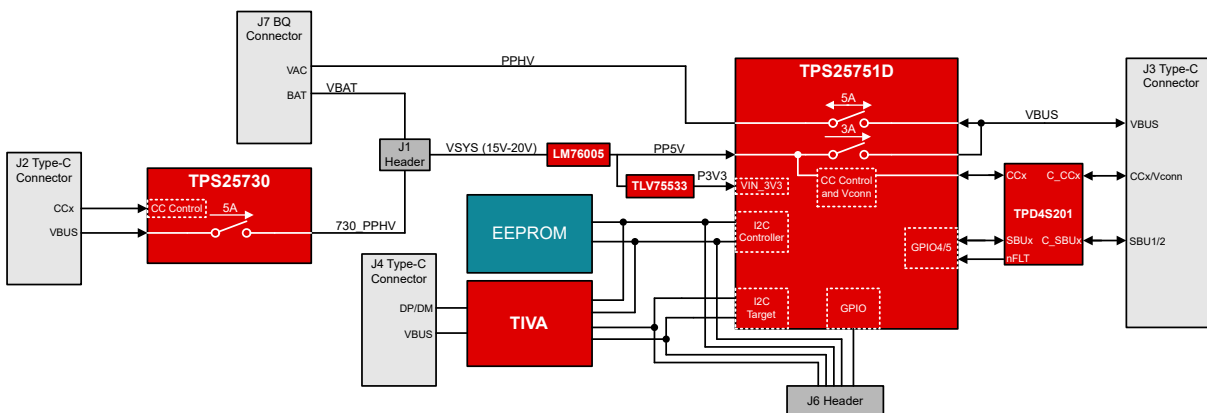 J7 BQ
Connector
VAC
BAT
PPHV
VBAT
J1
Header
VSYS (15V-20V)
LM76005
PP5V
P3V3
TLV75533
TPS25751D
5A
3A
VIN_3V3
CC Control
and Vconn
I2C
Controller
GPIO4/5
I2C
Target
GPIO
VBUS
J3 Type-C
Connector
VBUS
CCx/Vconn
SBU1/2
CCx
C_CCx
TPD4S201
SBUx
C_SBUx
nFLT
J2 Type-C
Connector
CCx
VBUS
TPS25730
CC Control
5A
730_PPHV
EEPROM
J4 Type-C
Connector
DP/DM
VBUS
TIVA
J6 Header